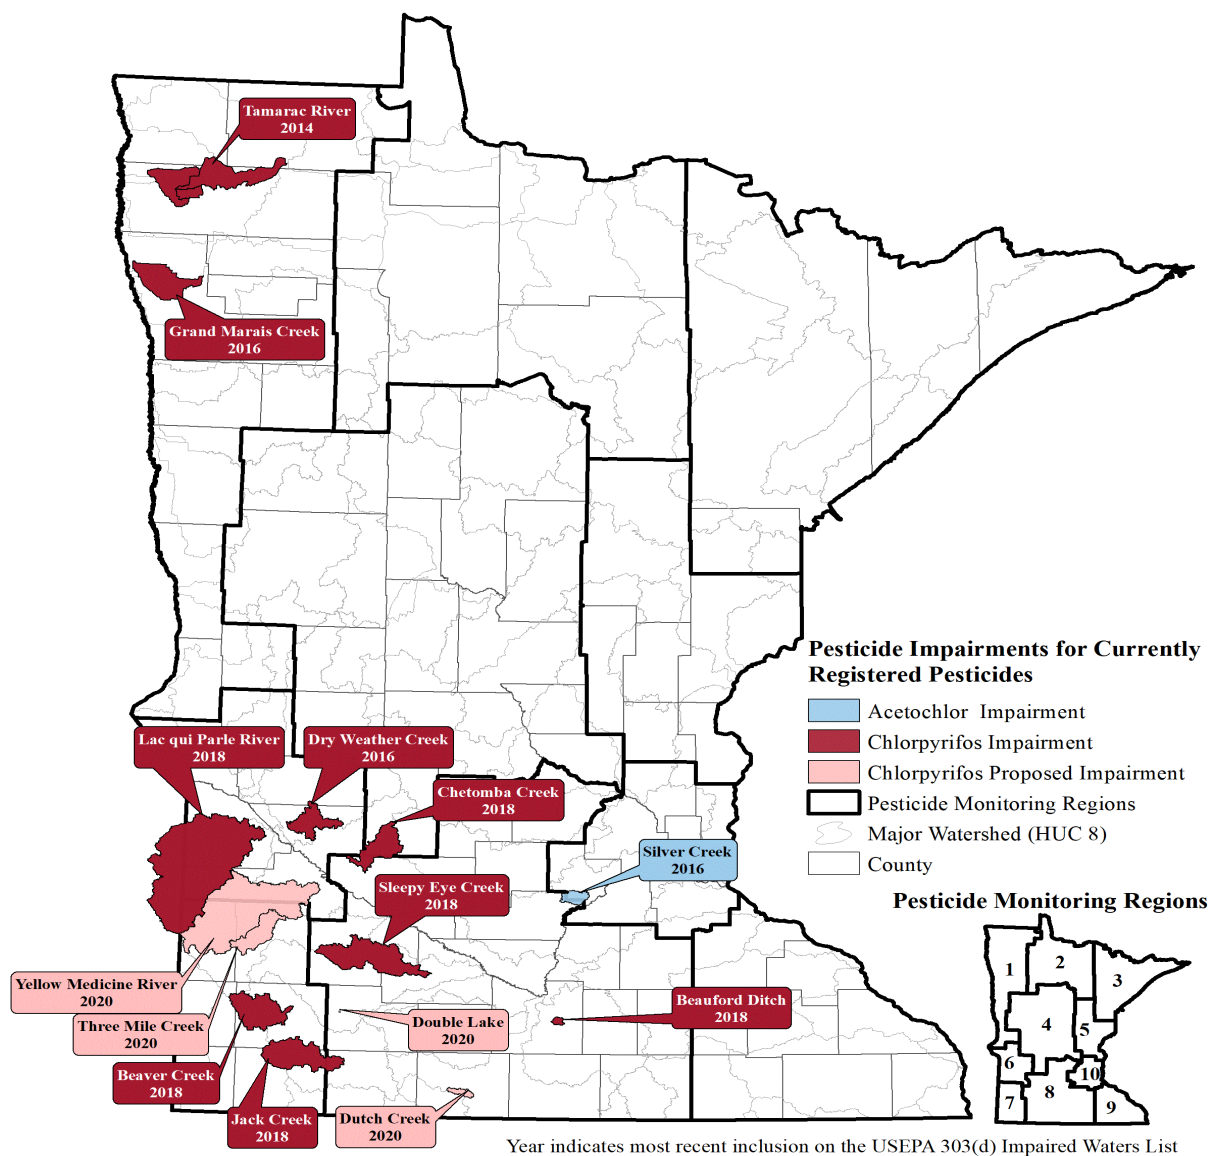 Tamarac River
2014
Grand Marais Creek
2016
Lac qui Parle River
2018
Dry Weather Creek
2016
Chetomba Creek
2018
Silver Creek
2016
Sleepy Eye Creek
2018
Yellow Medicine River
2020
Three Mile Creek
2020
Beaver Creek
2018
Jack Creek
2018
Double Lake
2020
Dutch Creek
2020
Beauford Ditch
2018
Pesticide Impairments for Currently
Registered Pesticides
Acetochlor Impairment
Chlorpyrifos Impairment
Chlorpyrifos Proposed Impairment
Pesticide Monitoring Regions
Major Watershed (HUC 8)
County
Pesticide Monitoring Regions
1
2
3
4
5
6
10
7
8
9
Year indicates most recent inclusion on the USEPA 303(d) Impaired Waters List